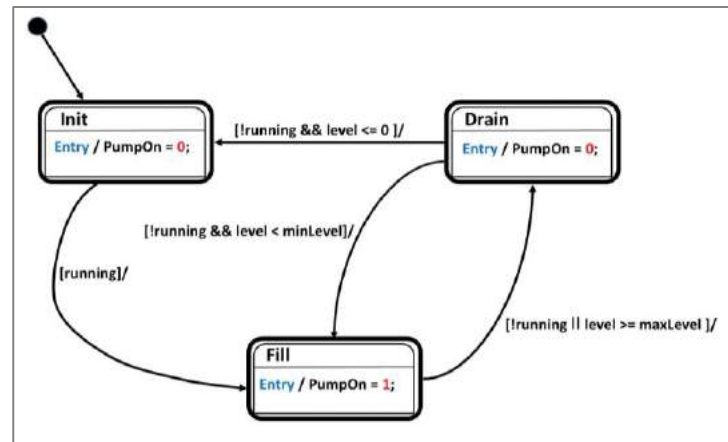 Init
Entry / PumpOn = 0;
[!running && level <= 0 ]/
Drain
Entry / PumpOn = 0;
[!running && level < minLevel]/
[running]/
[!running || level >= maxLevel ]/
Fill
Entry / PumpOn = 1;